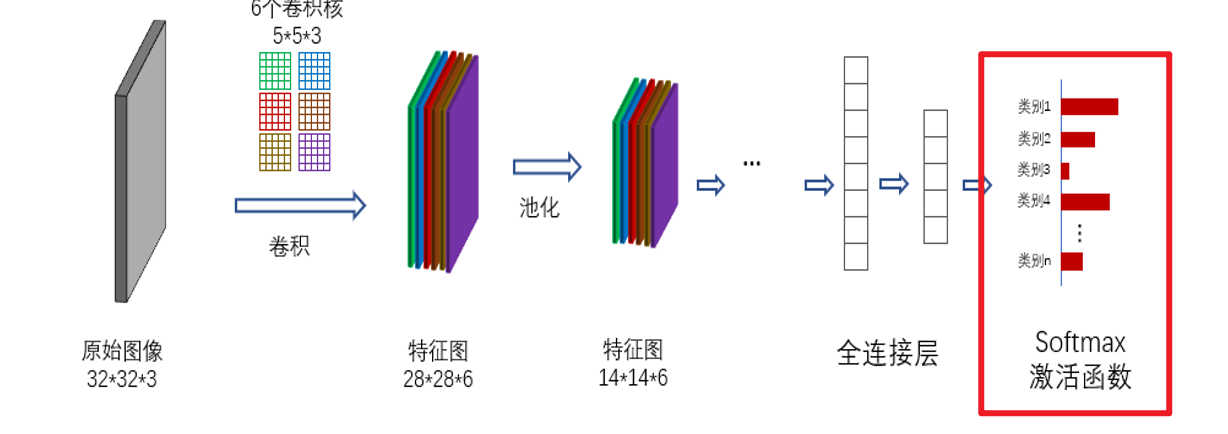 6个卷积核
5*5*3
卷积
池化
...
原始图像
32*32*3
特征图
28*28*6
特征图
14*14*6
全连接层
类别1
类别2
类别3
类别4
⋮
类别n
Softmax
激活函数